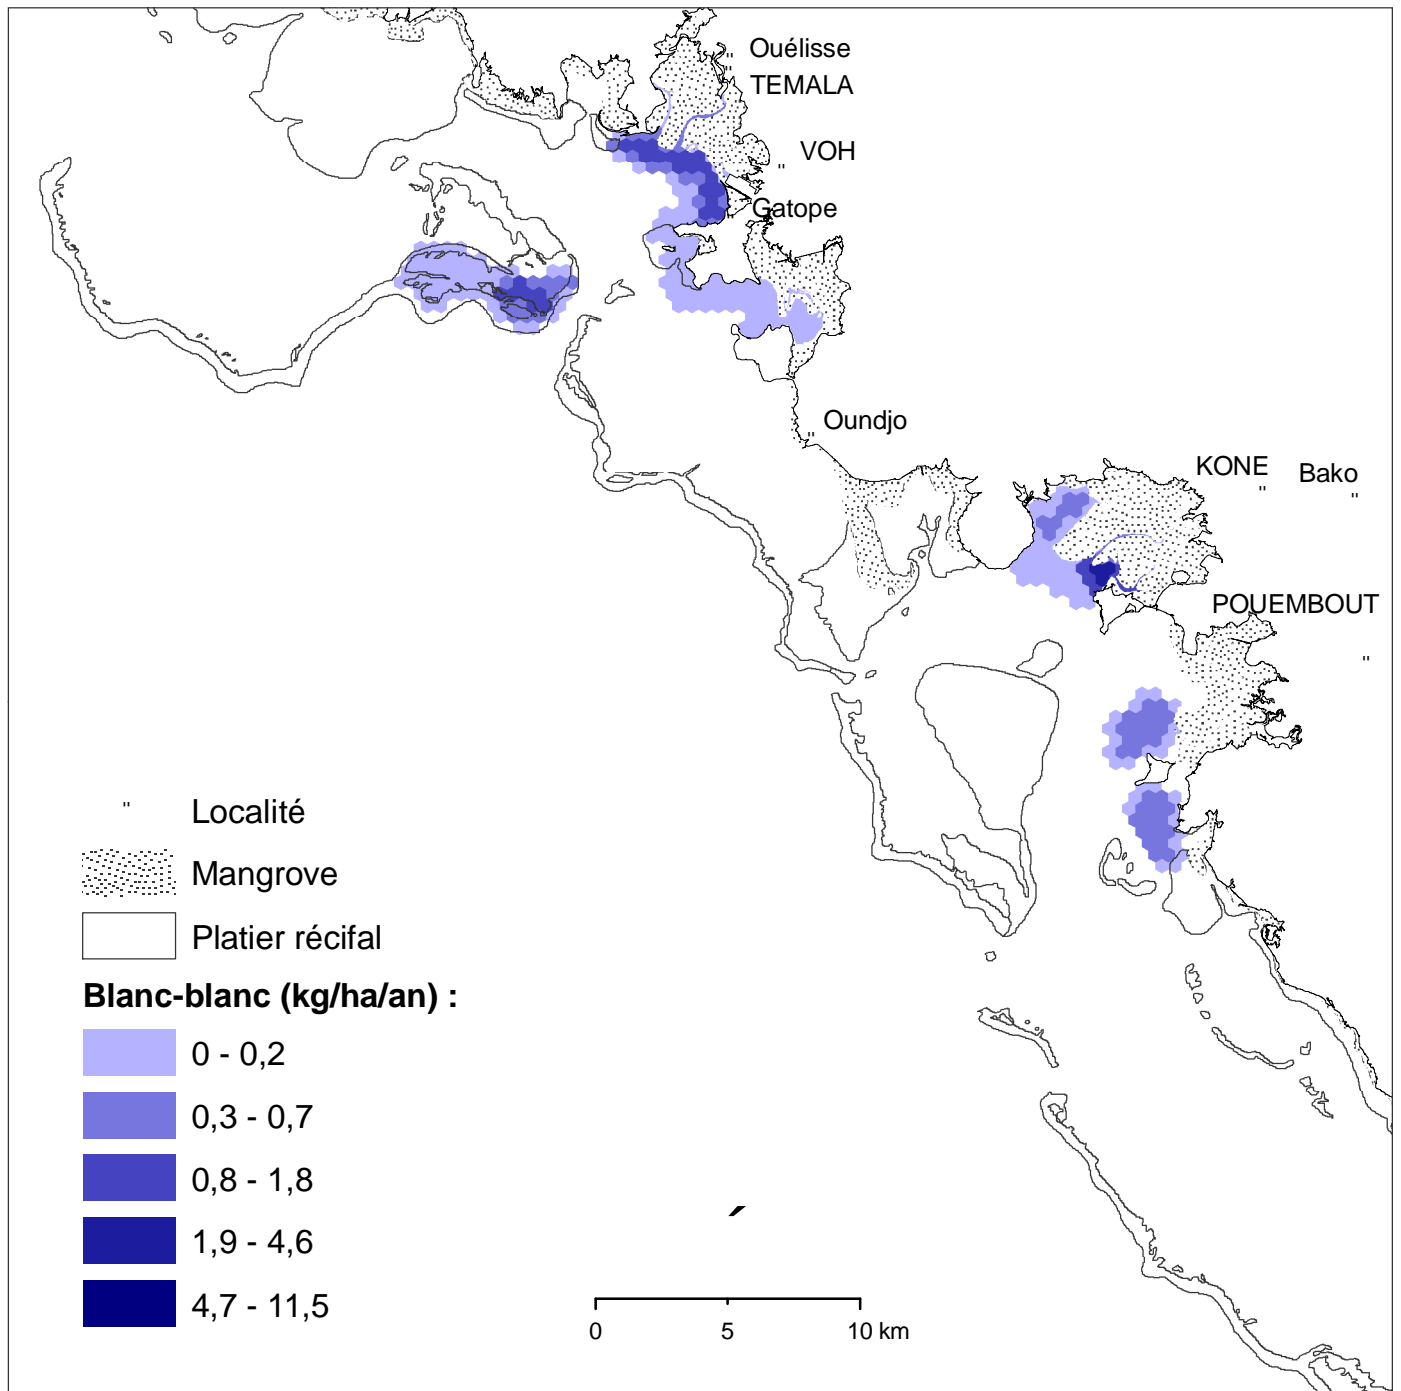 Ouélisse
TEMALA
VOH
Gatope
Oundjo
KONE
Bako
POUEMBOUT
Localité
Mangrove
Platier récifal
Blanc-blanc (kg/ha/an) :
0 - 0,2
0,3 - 0,7
0,8 - 1,8
1,9 - 4,6
4,7 - 11,5
0 5 10 km